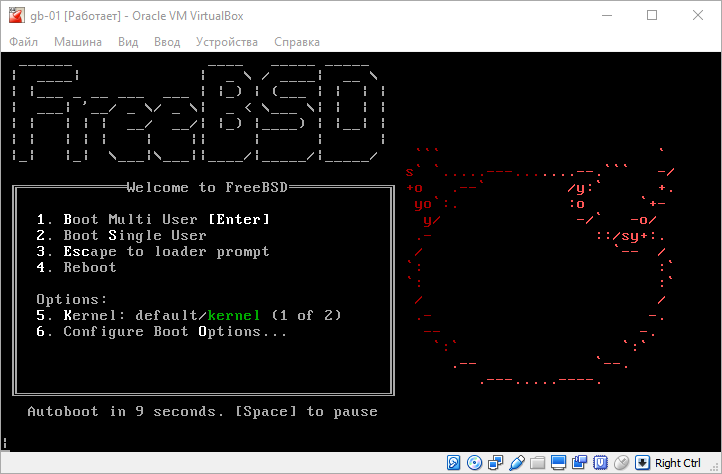 gb-01 [Работает] - Oracle VM VirtualBox
Файл Машина Вид Ввод Устройства Справка
FreeBSD
Welcome to FreeBSD
1. Boot Multi User [Enter]
2. Boot Single User
3. Escape to loader prompt
4. Reboot
Options:
5. Kernel: default/kernel (1 of 2)
6. Configure Boot Options...
Autoboot in 9 seconds. [Space] to pause
Right Ctrl